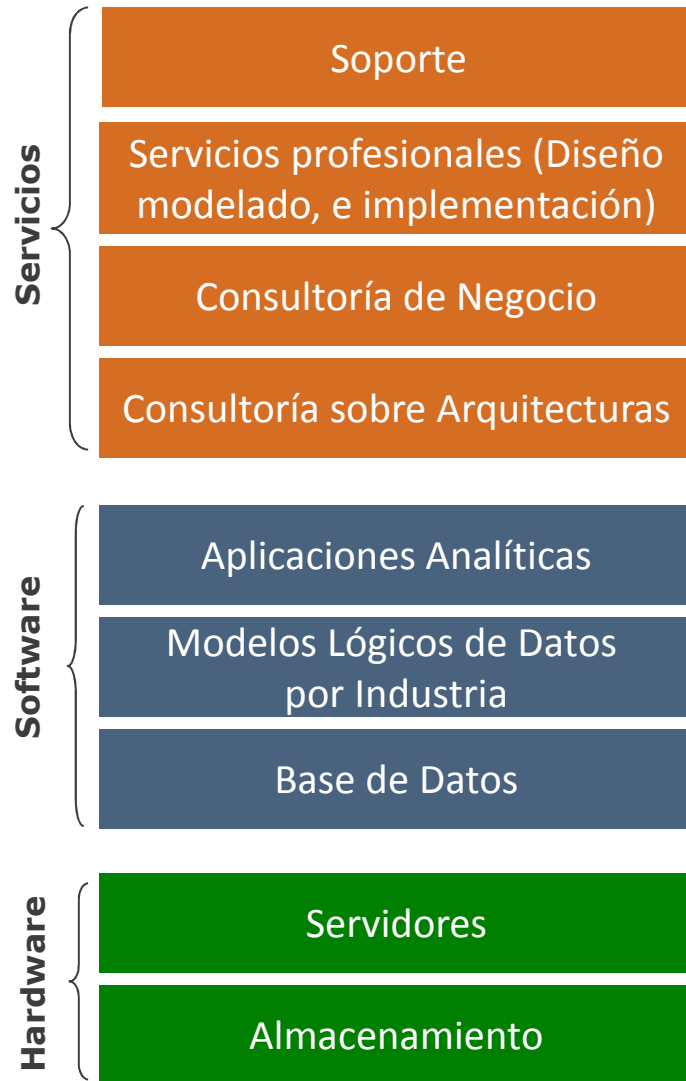 Servicios
Soporte
Servicios profesionales (Diseño
modelado, e implementación)
Consultoría de Negocio
Consultoría sobre Arquitecturas
Software
Aplicaciones Analíticas
Modelos Lógicos de Datos
por Industria
Base de Datos
Hardware
Servidores
Almacenamiento